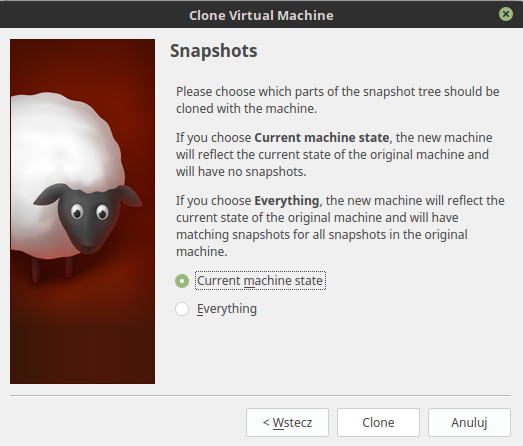 Clone Virtual Machine
Snapshots
Please choose which parts of the snapshot tree should be
cloned with the machine.
If you choose Current machine state, the new machine
will reflect the current state of the original machine and
will have no snapshots.
If you choose Everything, the new machine will reflect the
current state of the original machine and will have
matching snapshots for all snapshots in the original
machine.
Current machine state
Everything
< Wstecz
Clone
Anuluj